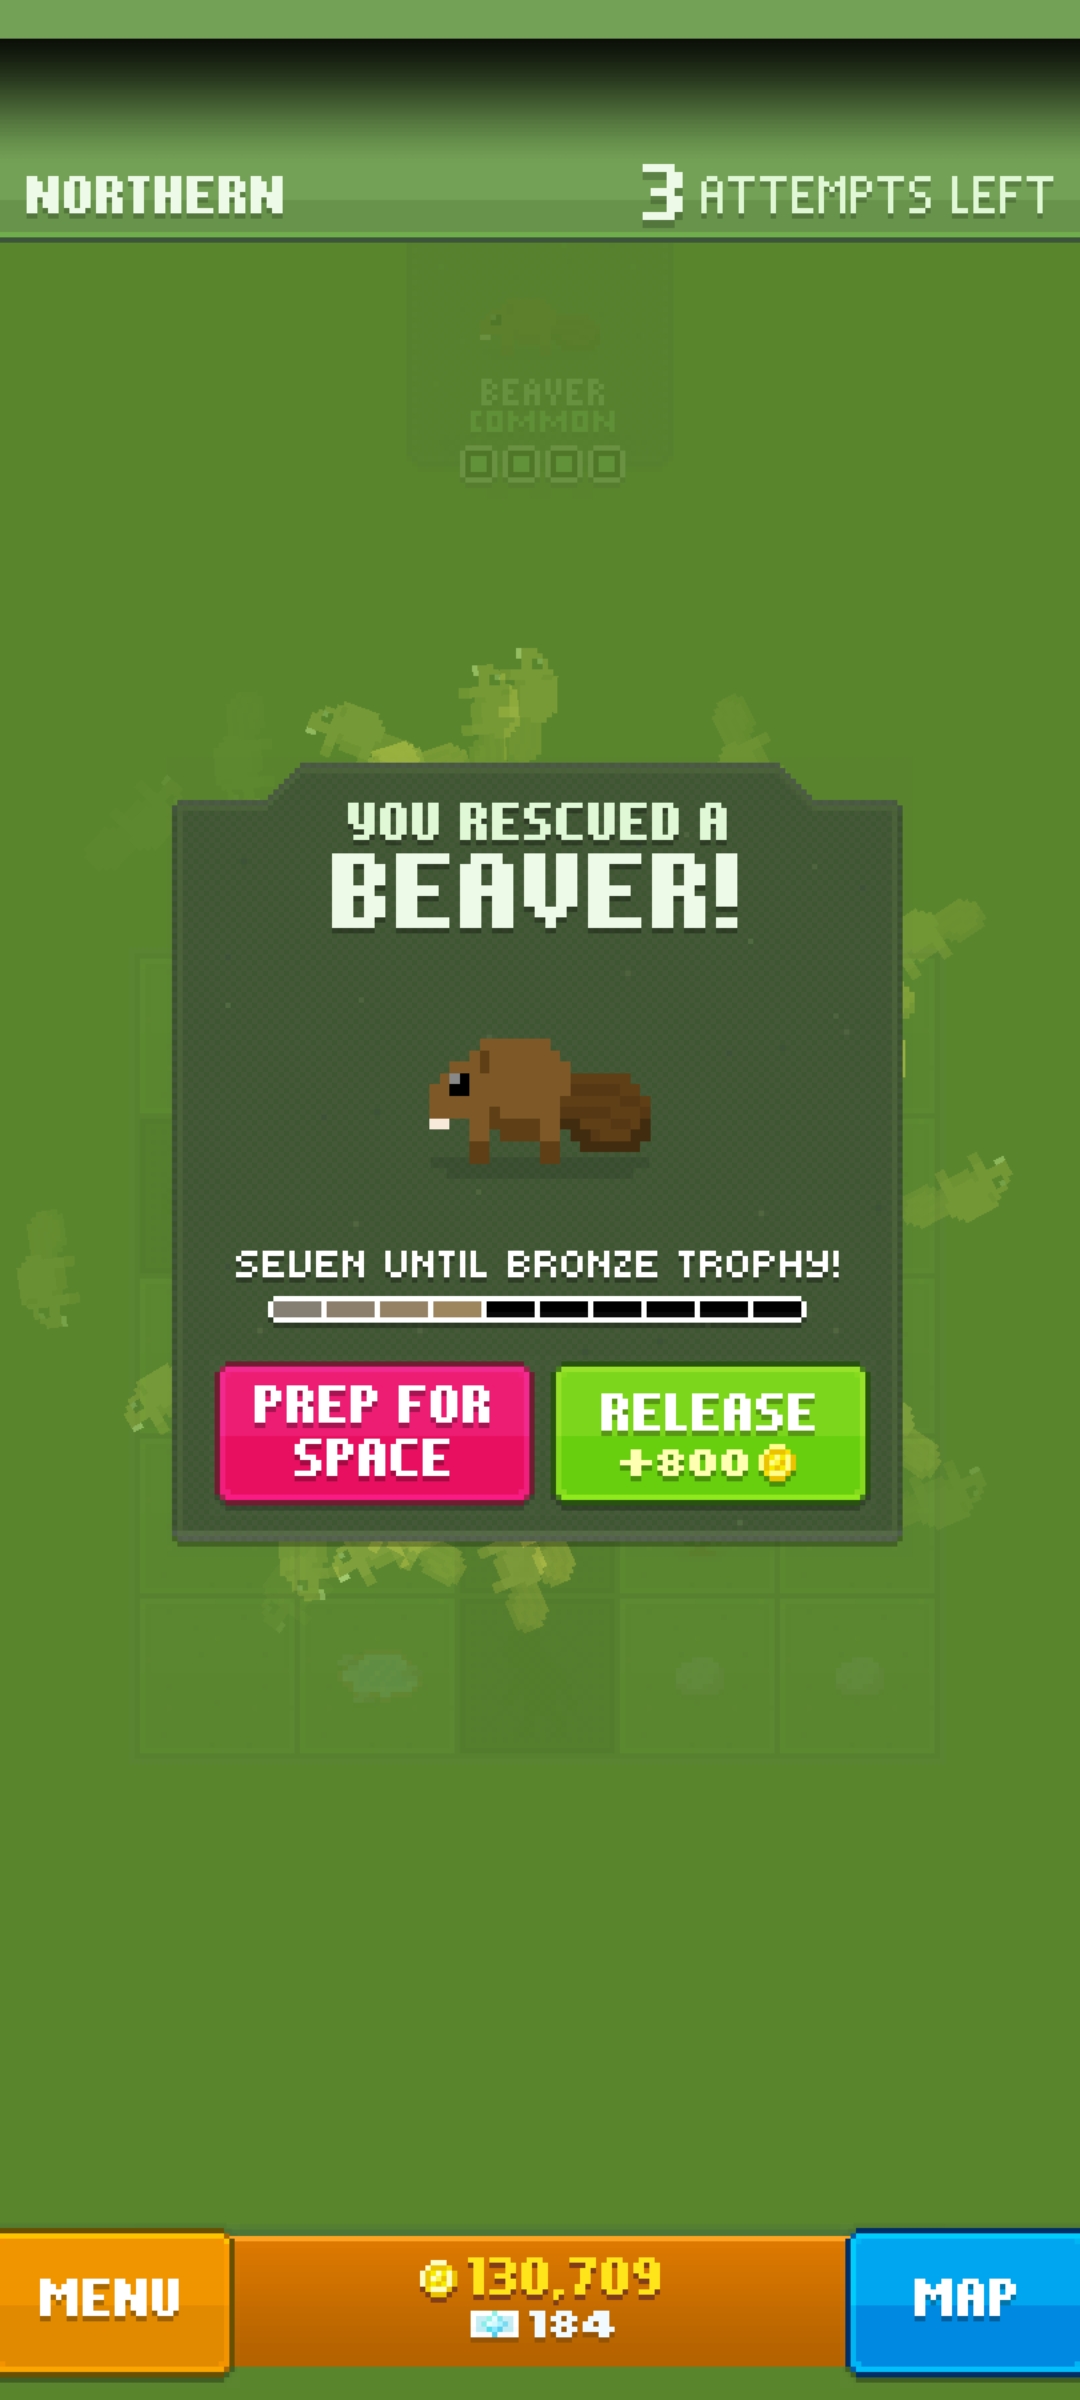 NORTHERN
3 ATTEMPTS LEFT
BEAVER
COMMON
YOU RESCUED A
BEAVER!
SEVEN UNTIL BRONZE TROPHY!
PREP FOR
SPACE
RELEASE
+800
MENU
130,709
184
MAP